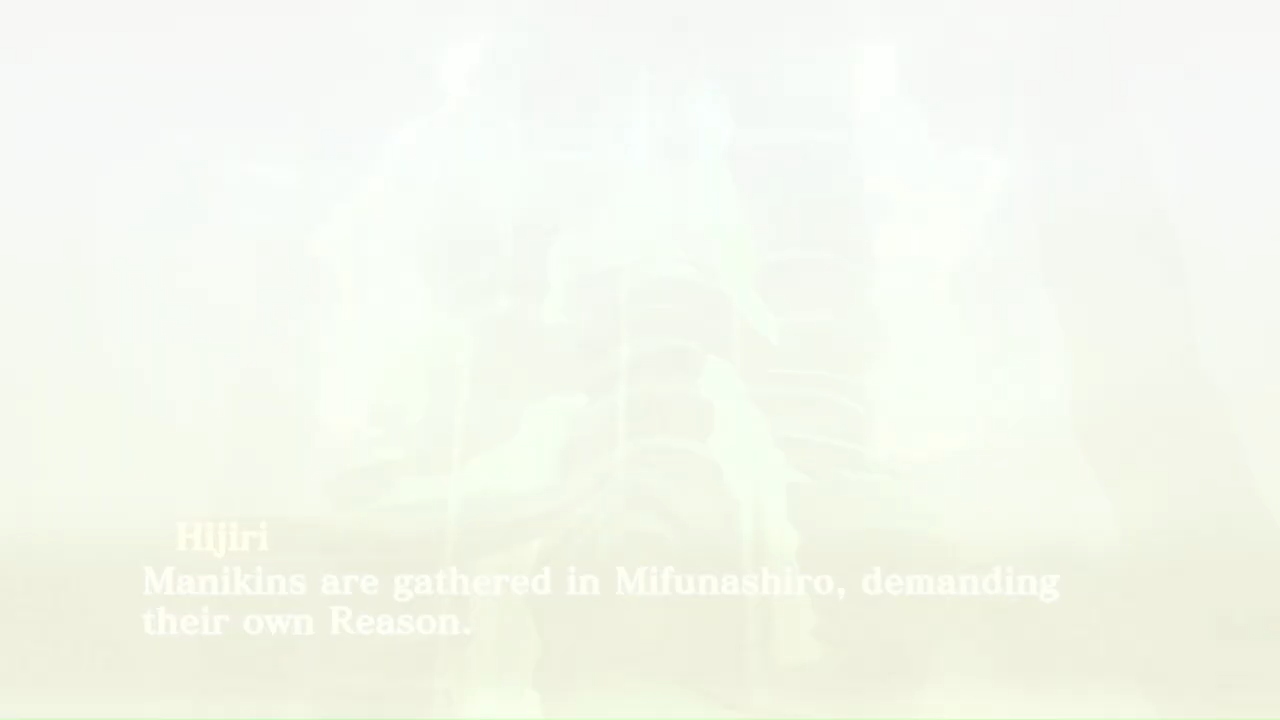 Hijiri
Manikins are gathered in Mifunashiro, demanding
their own Reason.